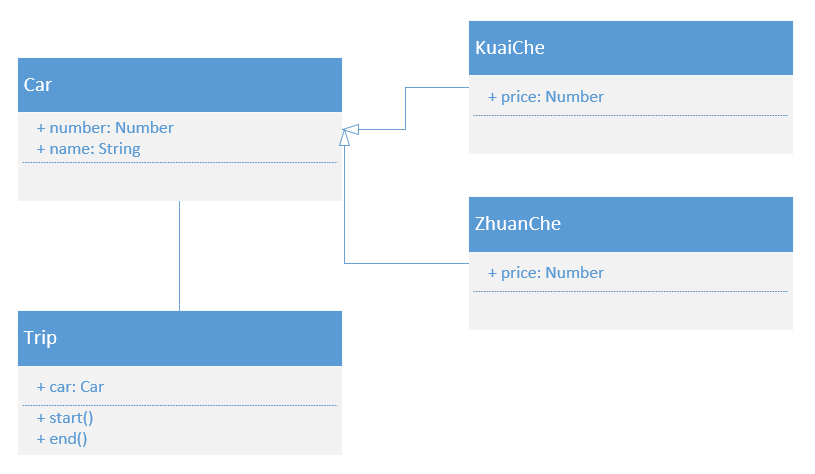 Car
+ number: Number
+ name: String
KuaiChe
+ price: Number
ZhuanChe
+ price: Number
Trip
+ car: Car
+ start()
+ end()